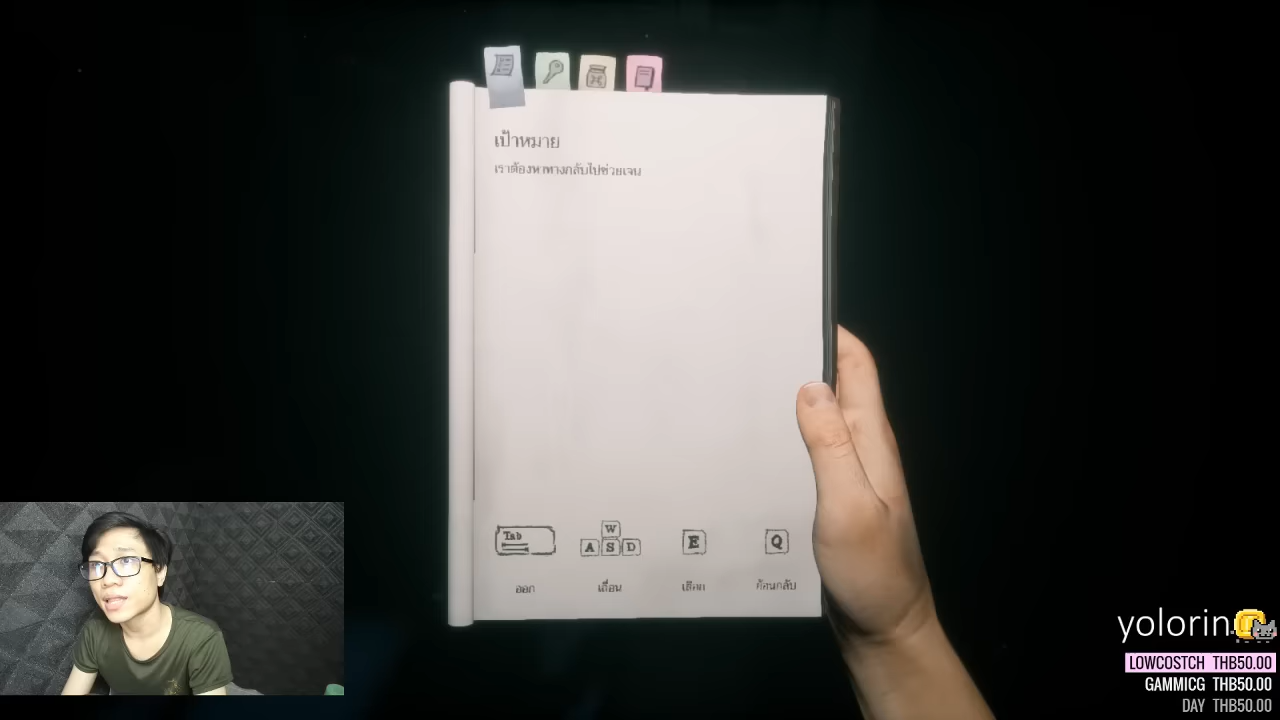 เป้าหมาย
เราต้องหาทางกลับไปช่วยเจน
Tab
W
A S D
E
Q
ออก
เลื่อน
เลือก
ย้อนกลับ
yolorin
LOWCOSTCH THB50.00
GAMMICG THB50.00
DAY THB50.00